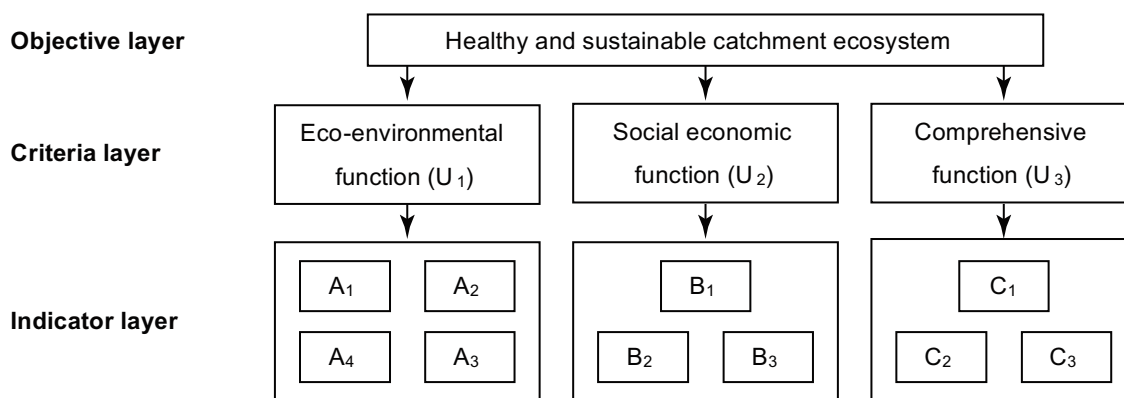 Objective layer
Healthy and sustainable catchment ecosystem
Criteria layer
Eco-environmental
function (U₁)
Social economic
function (U₂)
Comprehensive
function (U₃)
Indicator layer
A₁
A₂
A₄
A₃
B₁
B₂
B₃
C₁
C₂
C₃